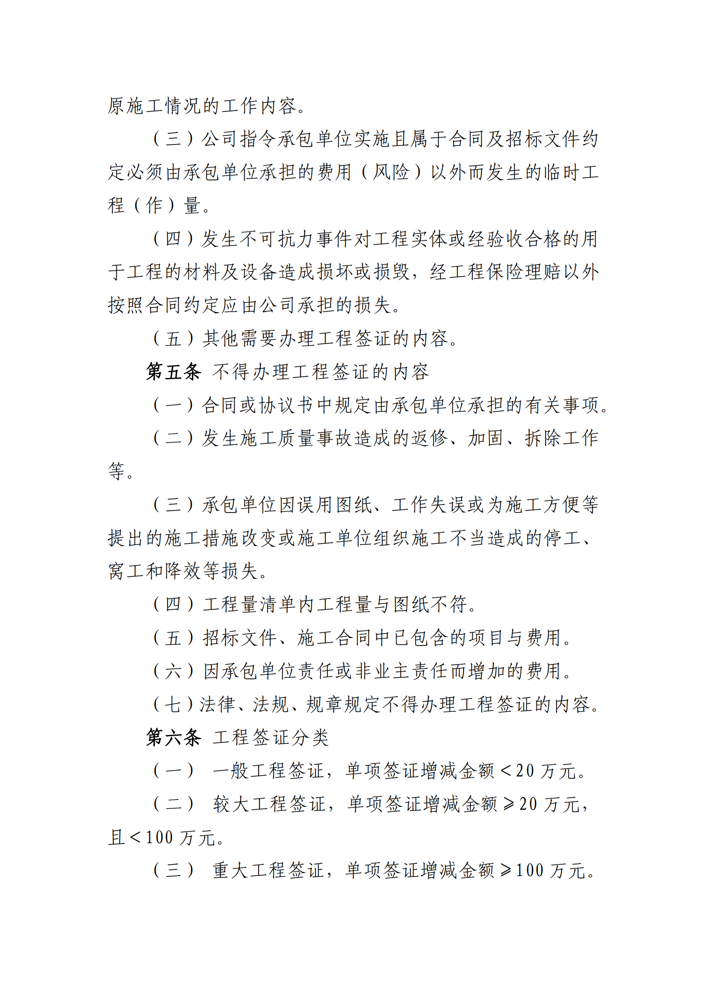 原施工情况的工作内容。
（三）公司指令承包单位实施且属于合同及招标文件约
定必须由承包单位承担的费用（风险）以外而发生的临时工
程（作）量。
（四）发生不可抗力事件对工程实体或经验收合格的用
于工程的材料及设备造成损坏或损毁，经工程保险理赔以外
按照合同约定应由公司承担的损失。
（五）其他需要办理工程签证的内容。
第五条 不得办理工程签证的内容
（一）合同或协议书中规定由承包单位承担的有关事项。
（二）发生施工质量事故造成的返修、加固、拆除工作
等。
（三）承包单位因误用图纸、工作失误或为施工方便等
提出的施工措施改变或施工单位组织施工不当造成的停工、
窝工和降效等损失。
（四）工程量清单内工程量与图纸不符。
（五）招标文件、施工合同中已包含的项目与费用。
（六）因承包单位责任或非业主责任而增加的费用。
（七）法律、法规、规章规定不得办理工程签证的内容。
第六条 工程签证分类
（一） 一般工程签证，单项签证增减金额＜20 万元。
（二） 较大工程签证，单项签证增减金额⩾20 万元，
且＜100 万元。
（三） 重大工程签证，单项签证增减金额⩾100 万元。